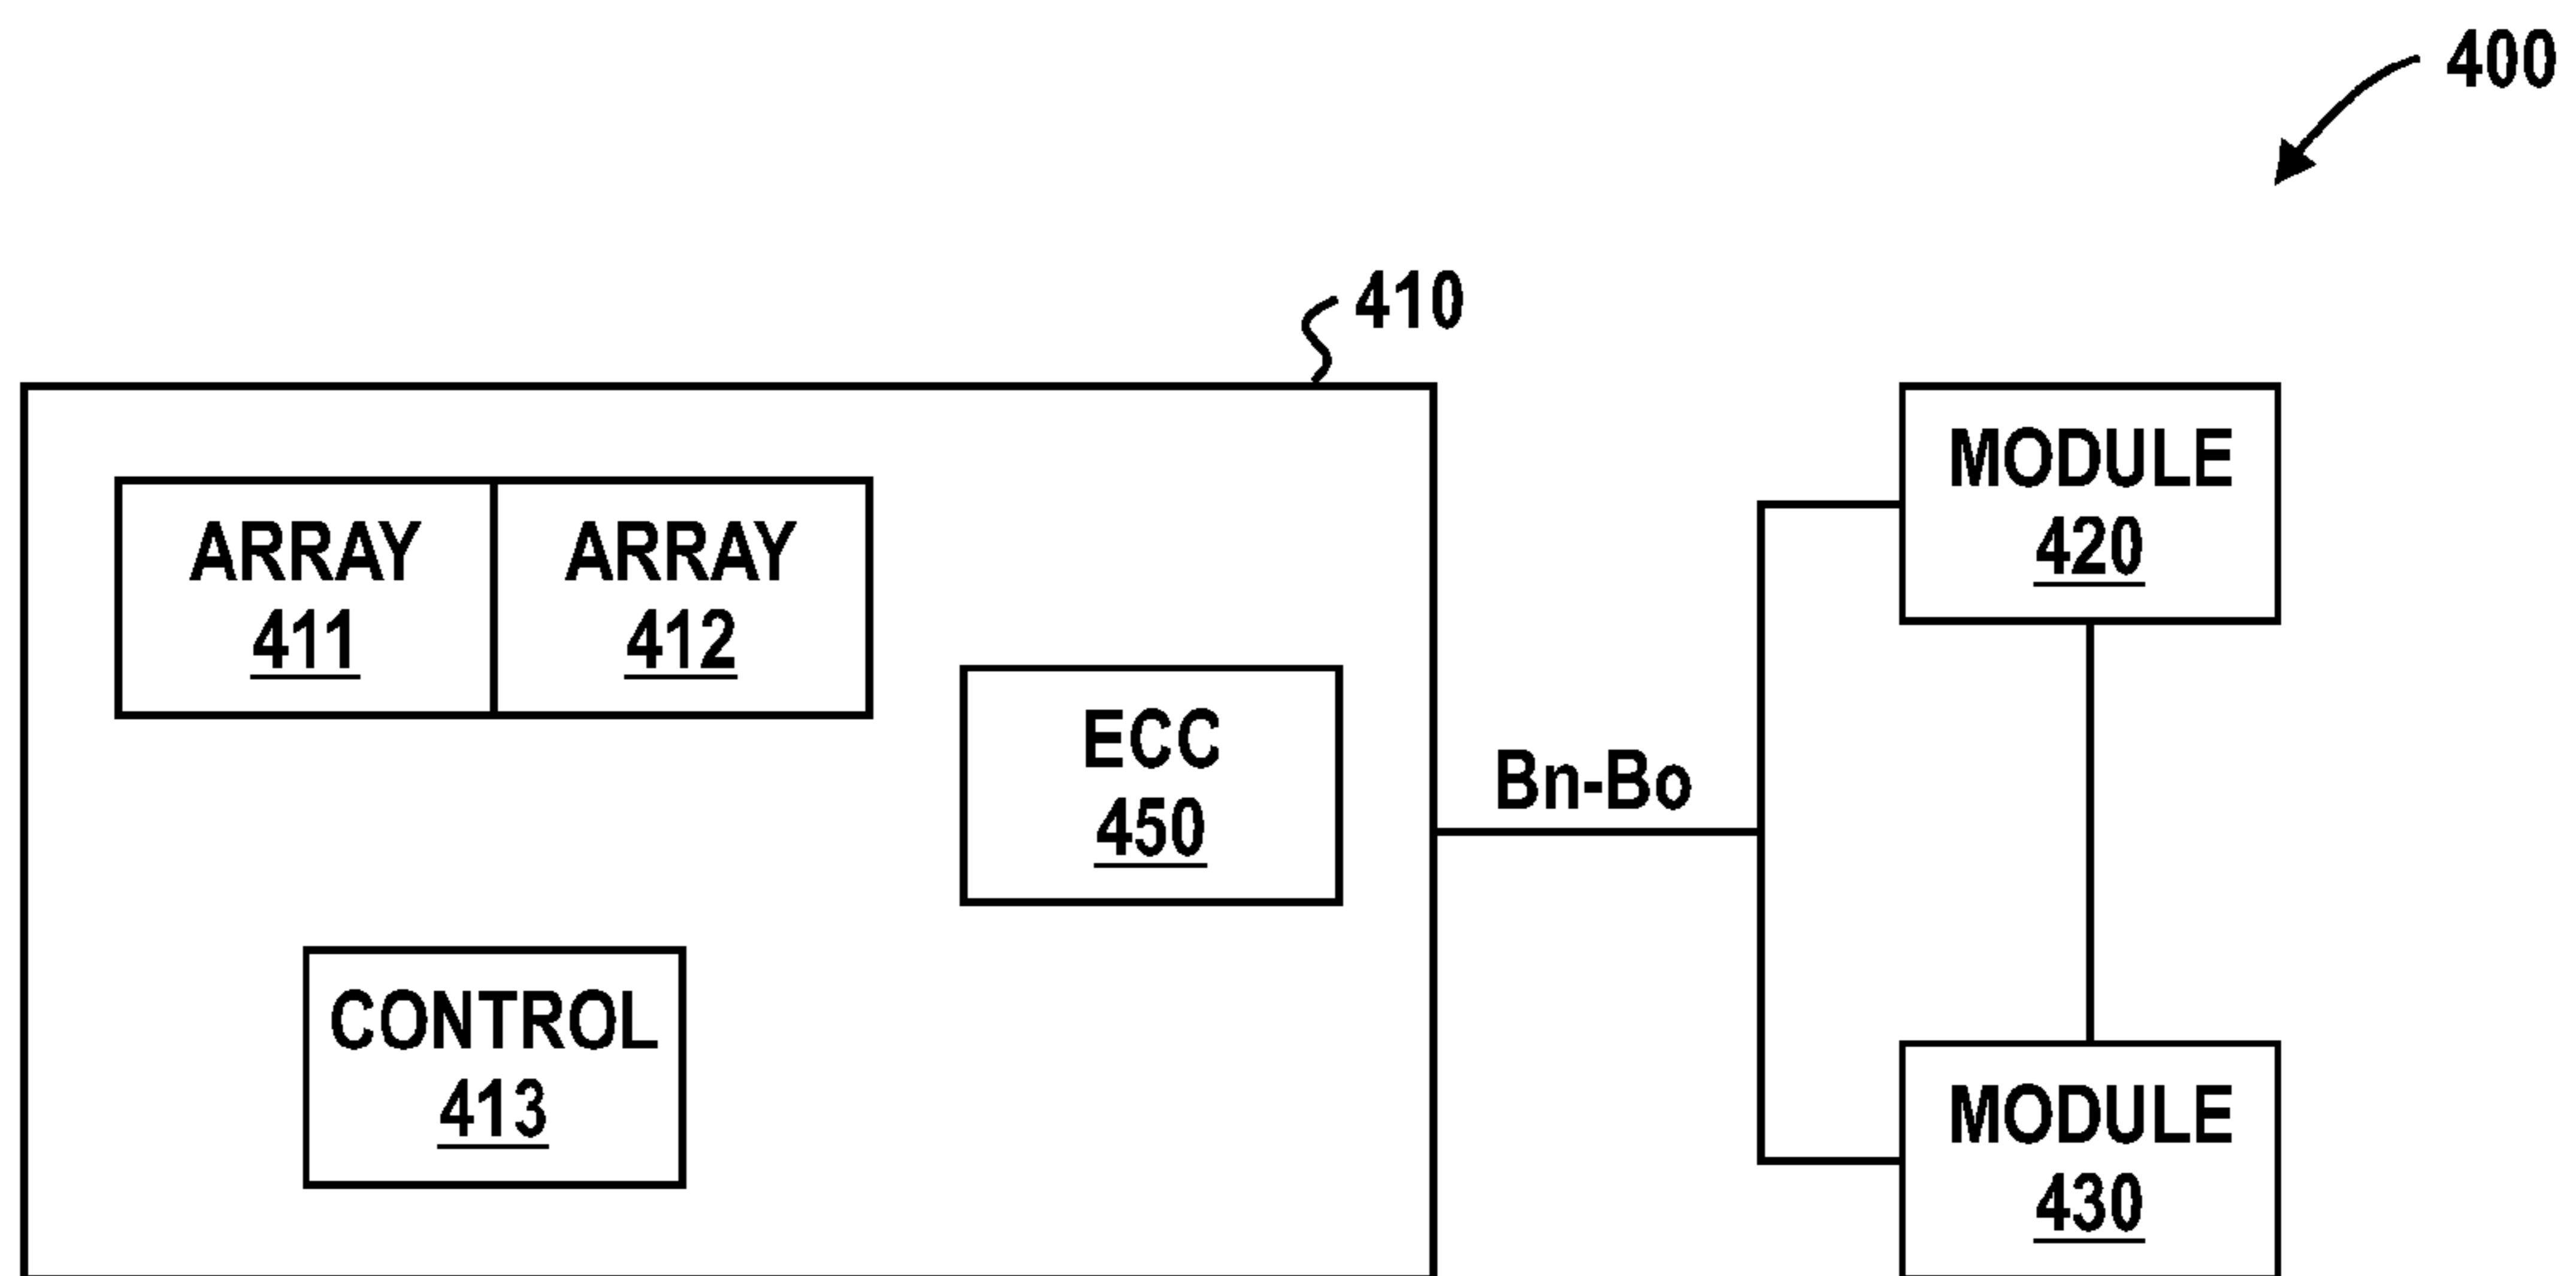 400
410
MODULE
420
ARRAY
411
ARRAY
412
ECC
450
Bn-Bo
CONTROL
413
MODULE
430